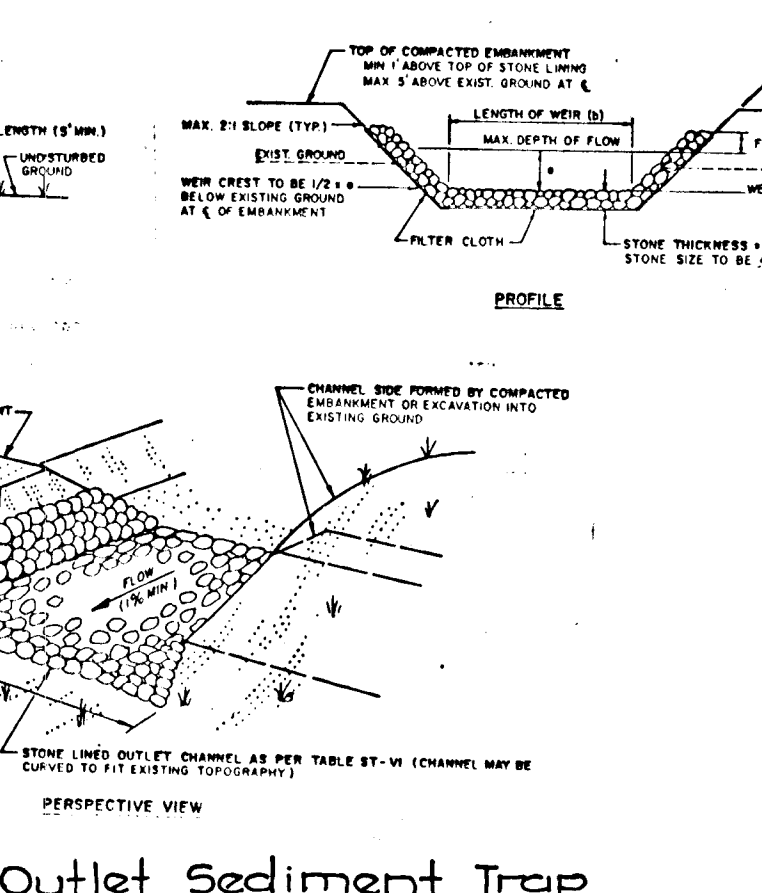 TOP OF COMPACTED EMBANKMENT
MIN 1' ABOVE TOP OF STONE LINING
MAX 5' ABOVE EXIST. GROUND AT ℄
LENGTH (5' MIN.)
UNDISTURBED
GROUND
MAX. 2:1 SLOPE (TYP.)
LENGTH OF WEIR (b)
MAX. DEPTH OF FLOW
EXIST. GROUND
WEIR CREST TO BE 1/2 x a
BELOW EXISTING GROUND
AT ℄ OF EMBANKMENT
a
FILTER CLOTH
STONE THICKNESS
STONE SIZE TO BE
PROFILE
CHANNEL SIDE FORMED BY COMPACTED
EMBANKMENT OR EXCAVATION INTO
EXISTING GROUND
FLOW
(1% MIN)
STONE LINED OUTLET CHANNEL AS PER TABLE ST-VI (CHANNEL MAY BE
CURVED TO FIT EXISTING TOPOGRAPHY)
PERSPECTIVE VIEW
Outlet Sediment Trap